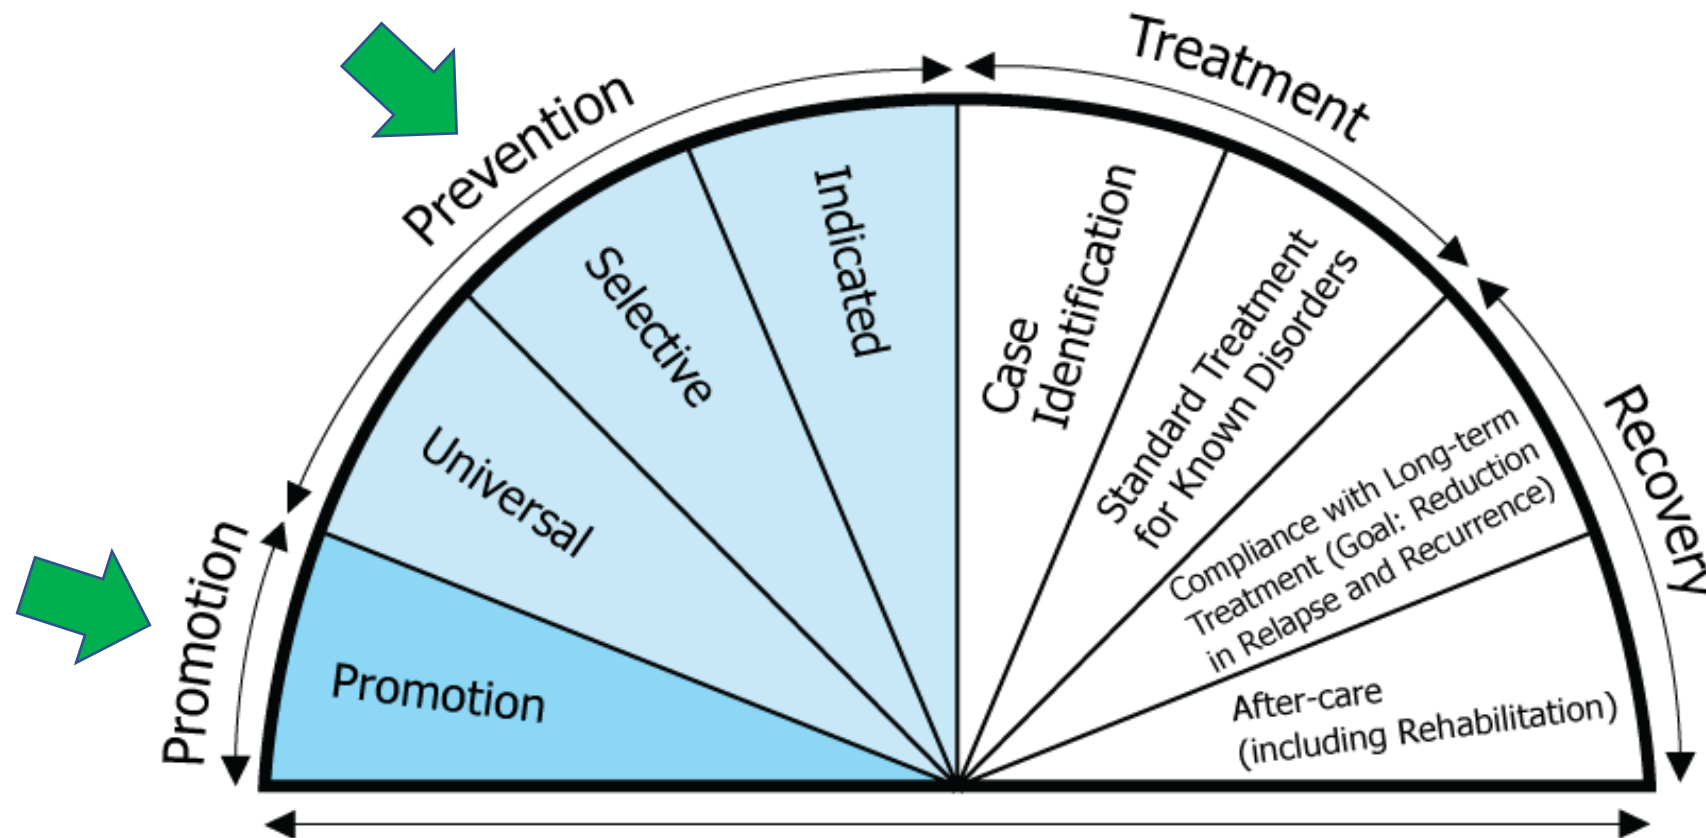 Promotion
Prevention
Treatment
Recovery
Promotion
Universal
Selective
Indicated
Case
Identification
Standard Treatment
for Known Disorders
Compliance with Long-term
Treatment (Goal: Reduction
in Relapse and Recurrence)
After-care
(including Rehabilitation)